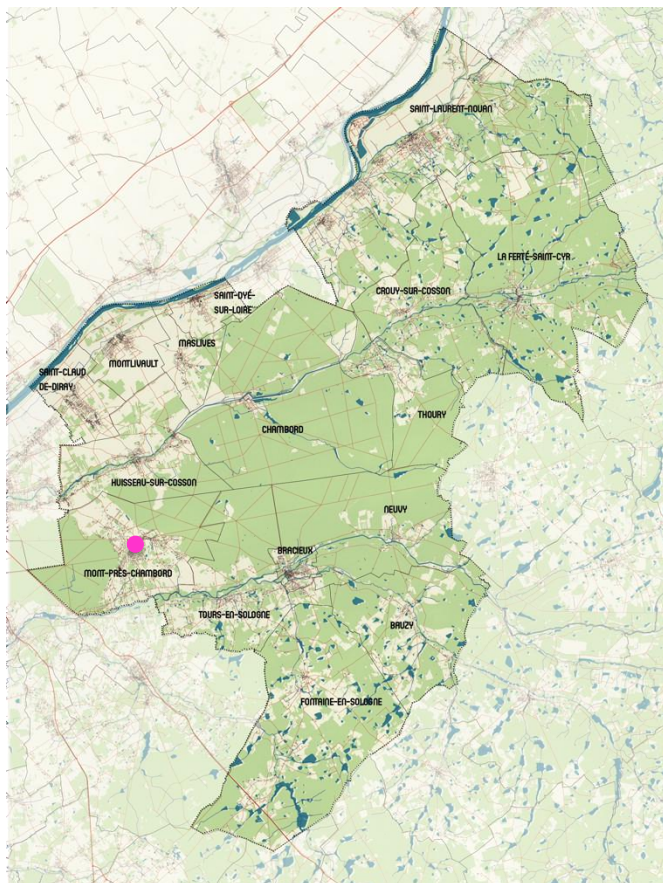 SAINT-LAURENT-NOUAN
LA FERTÉ-SAINT-CYR
CROUY-SUR-COSSON
SAINT-DYÉ-
SUR-LOIRE
MASLIVES
MONTLIVAULT
SAINT-CLAUD
DE-DIRAY
THOURY
CHAMBORD
HUISSEAU-SUR-COSSON
NEUVY
BRACIEUX
MONT-PRÈS-CHAMBORD
TOURS-EN-SOLOGNE
BAUZY
FONTAINE-EN-SOLOGNE